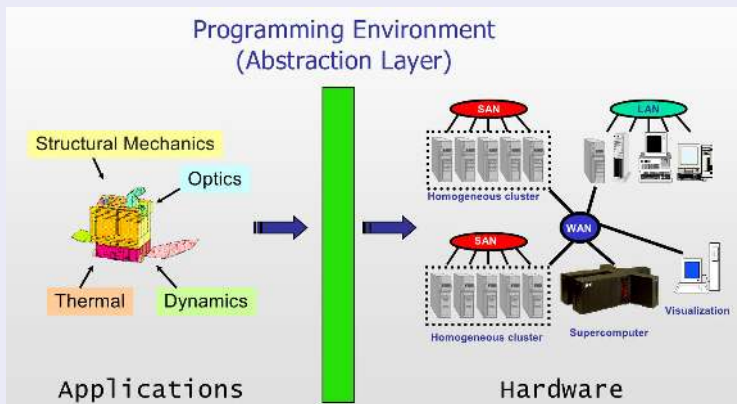 Programming Environment
(Abstraction Layer)
Structural Mechanics
Optics
Thermal
Dynamics
Applications
SAN
Homogeneous cluster
LAN
WAN
SAN
Homogeneous cluster
Supercomputer
Visualization
Hardware